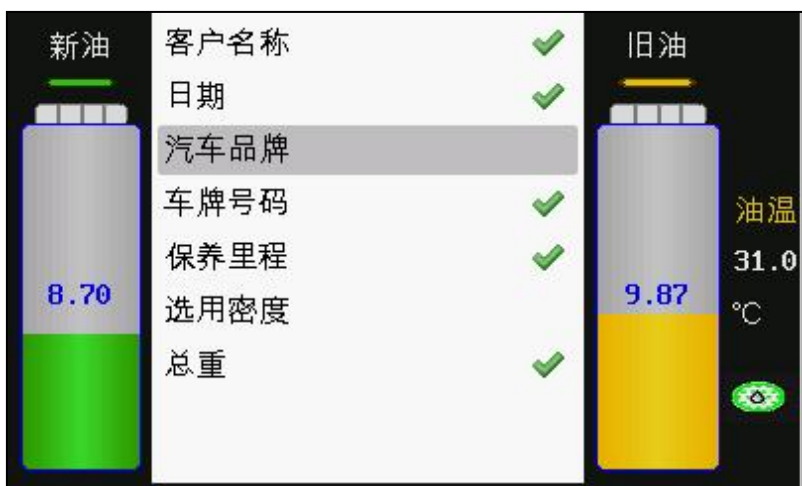 新油
8.70
客户名称
日期
汽车品牌
车牌号码
保养里程
选用密度
总重
旧油
9.87
油温
31.0
℃